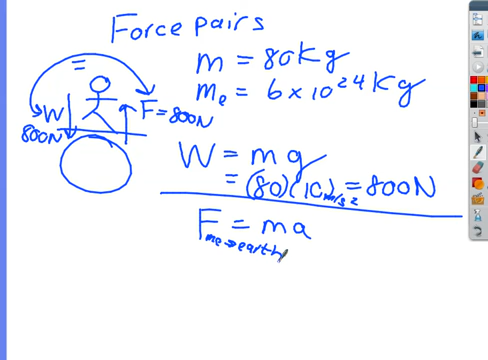 Force pairs
m = 80 Kg
me = 6 x 10^24 Kg
=
W
800N
F = 800N
W = mg
= (80)(10)m/s² = 800N
F = ma
me→earth